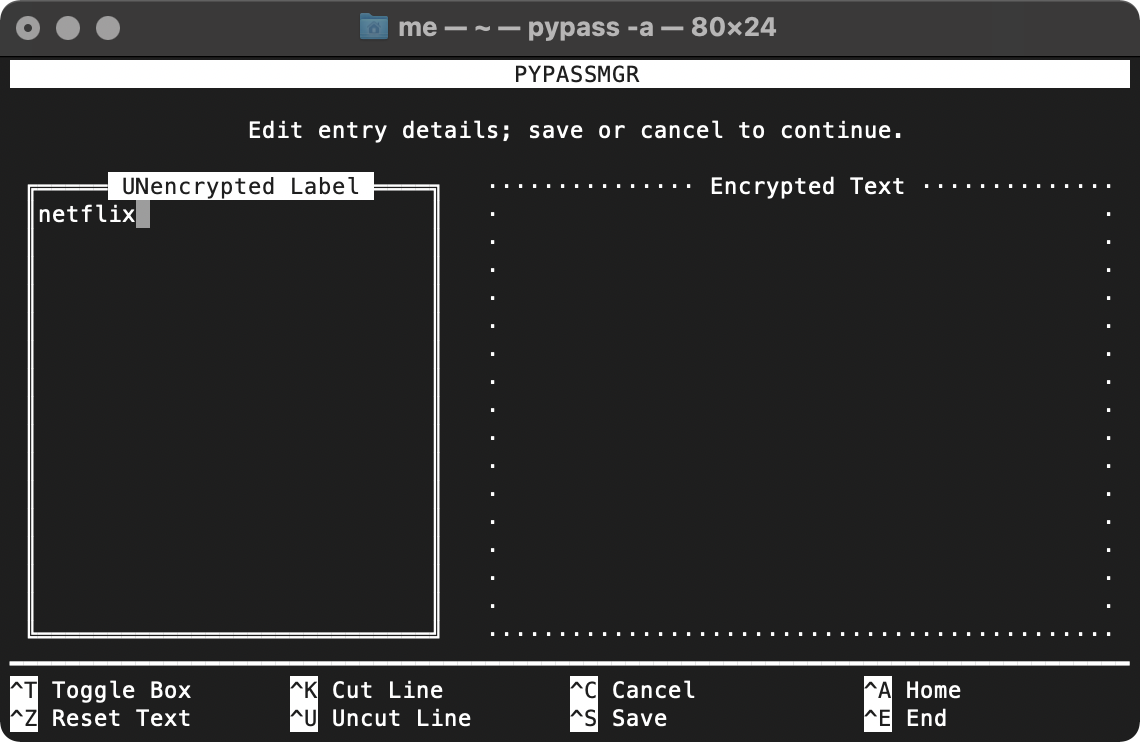 me — ~ — pypass -a — 80×24
PYPASSMGR
Edit entry details; save or cancel to continue.
UNencrypted Label
Encrypted Text
netflix
^T Toggle Box ^K Cut Line ^C Cancel ^A Home
^Z Reset Text ^U Uncut Line ^S Save ^E End